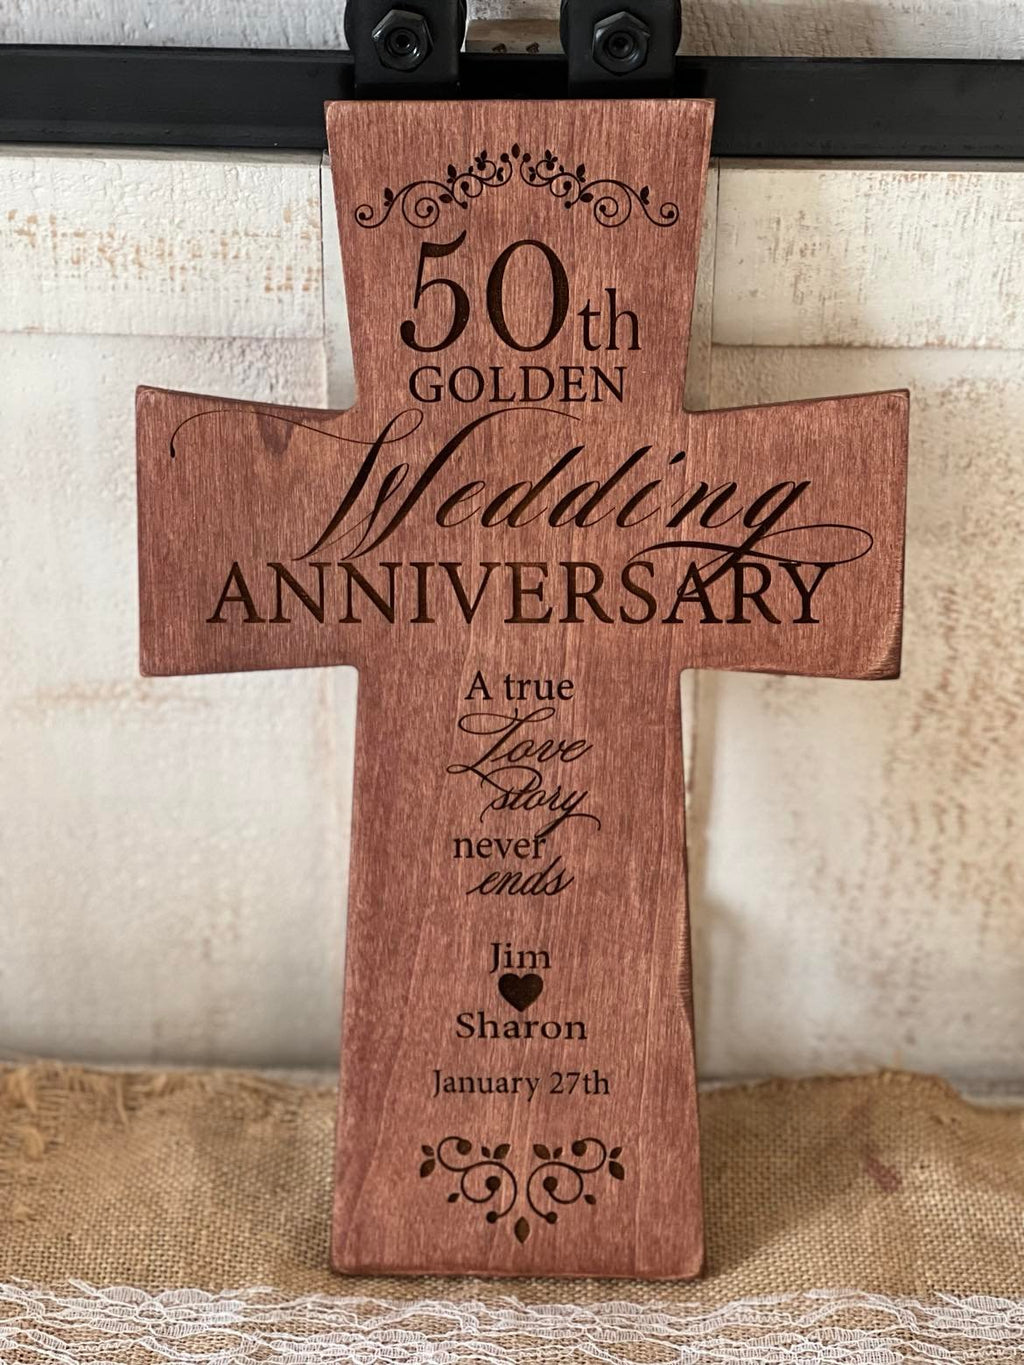 50th
GOLDEN
Wedding
ANNIVERSARY
A true
Love
story
never
ends
Jim
Sharon
January 27th